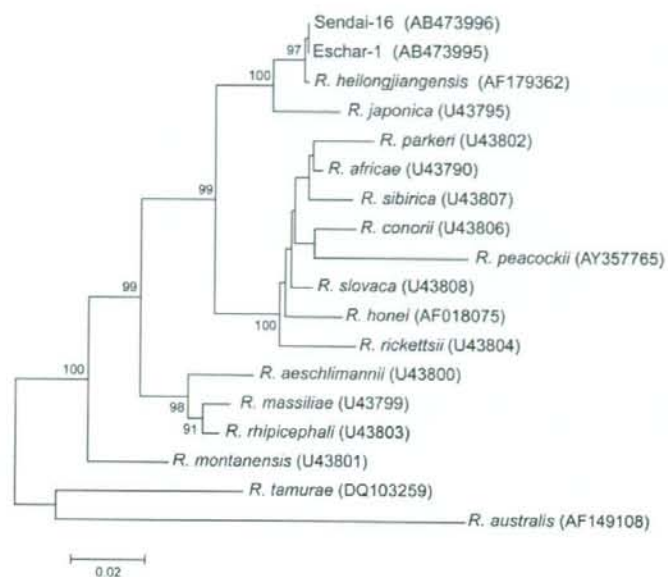 Sendai-16 (AB473996)
97 Eschar-1 (AB473995)
100 R. heilongjiangensis (AF179362)
R. japonica (U43795)
R. parkeri (U43802)
R. africae (U43790)
99 R. sibirica (U43807)
R. conorii (U43806)
R. peacockii (AY357765)
99 R. slovaca (U43808)
R. honei (AF018075)
100 R. rickettsii (U43804)
100 R. aeschlimannii (U43800)
98 R. massiliae (U43799)
91 R. rhipicephali (U43803)
R. montanensis (U43801)
R. tamurae (DQ103259)
R. australis (AF149108)
0.02